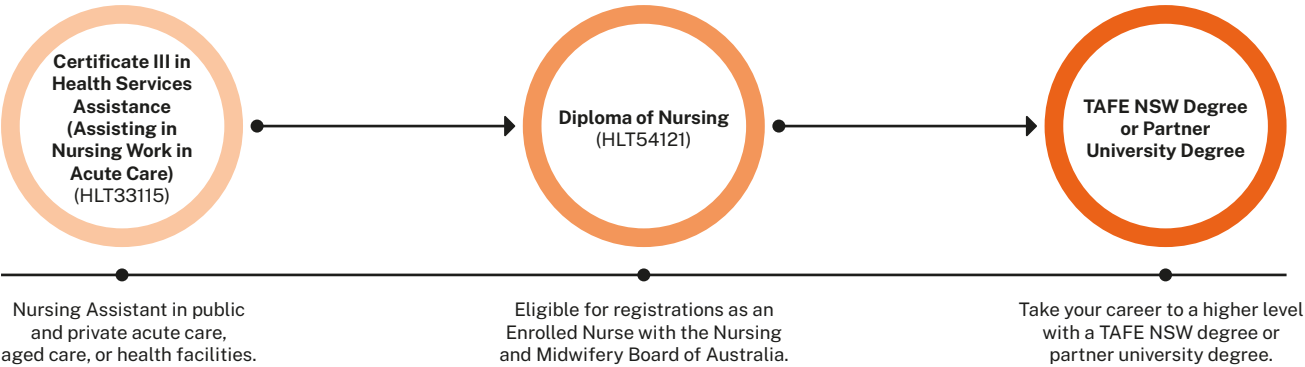 Certificate III in
Health Services
Assistance
(Assisting in
Nursing Work in
Acute Care)
(HLT33115)
Diploma of Nursing
(HLT54121)
TAFE NSW Degree
or Partner
University Degree
Nursing Assistant in public
and private acute care,
aged care, or health facilities.
Eligible for registrations as an
Enrolled Nurse with the Nursing
and Midwifery Board of Australia.
Take your career to a higher level
with a TAFE NSW degree or
partner university degree.